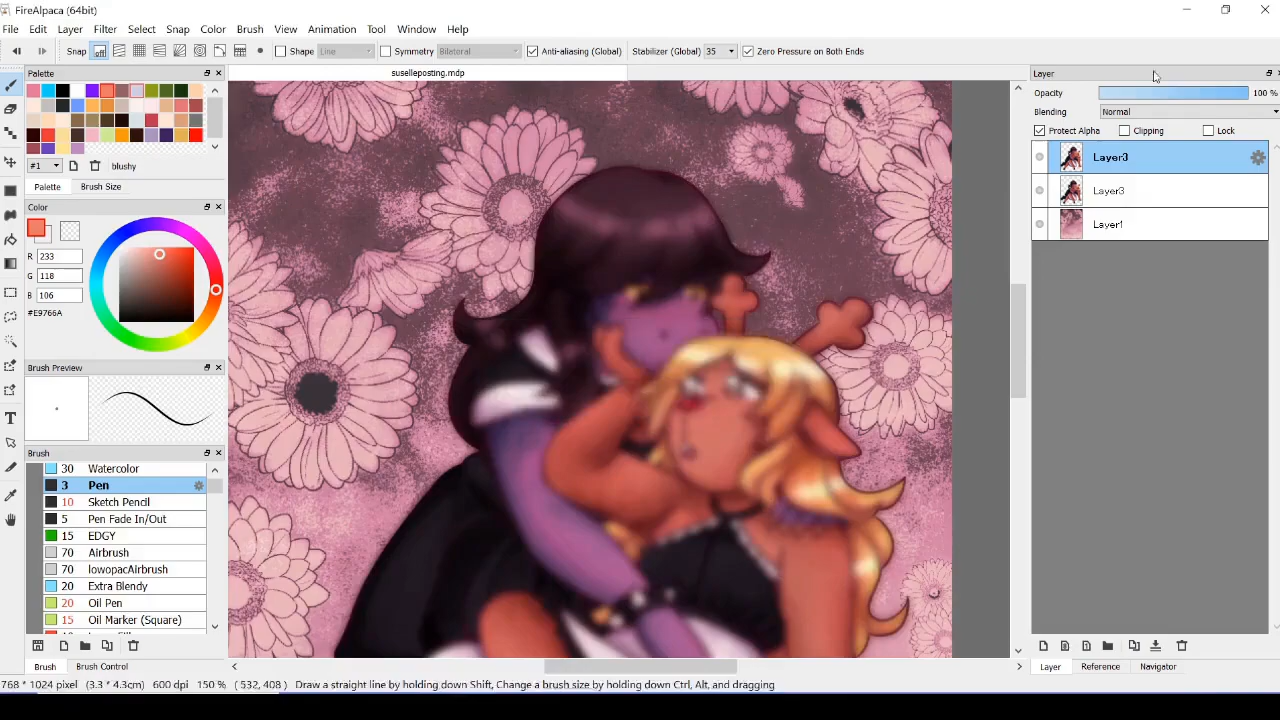 FireAlpaca (64bit)
File Edit Layer Filter Select Snap Color Brush View Animation Tool Window Help
Snap Shape Line Symmetry Bilateral Anti-aliasing (Global) Stabilizer (Global) 35 Zero Pressure on Both Ends
Palette
suselleposting.mdp
Layer
Opacity 100 %
Blending Normal
Protect Alpha Clipping Lock
Layer3
Layer3
Layer1
#1 blushy
Palette Brush Size
Color
R 233
G 118
B 106
#E9766A
Brush Preview
Brush
30 Watercolor
3 Pen
10 Sketch Pencil
5 Pen Fade In/Out
15 EDGY
70 Airbrush
70 lowopacAirbrush
20 Extra Blendy
20 Oil Pen
15 Oil Marker (Square)
Brush Brush Control
Layer Reference Navigator
768 * 1024 pixel (3.3 * 4.3cm) 600 dpi 150 % ( 532, 408 ) Draw a straight line by holding down Shift, Change a brush size by holding down Ctrl, Alt, and dragging